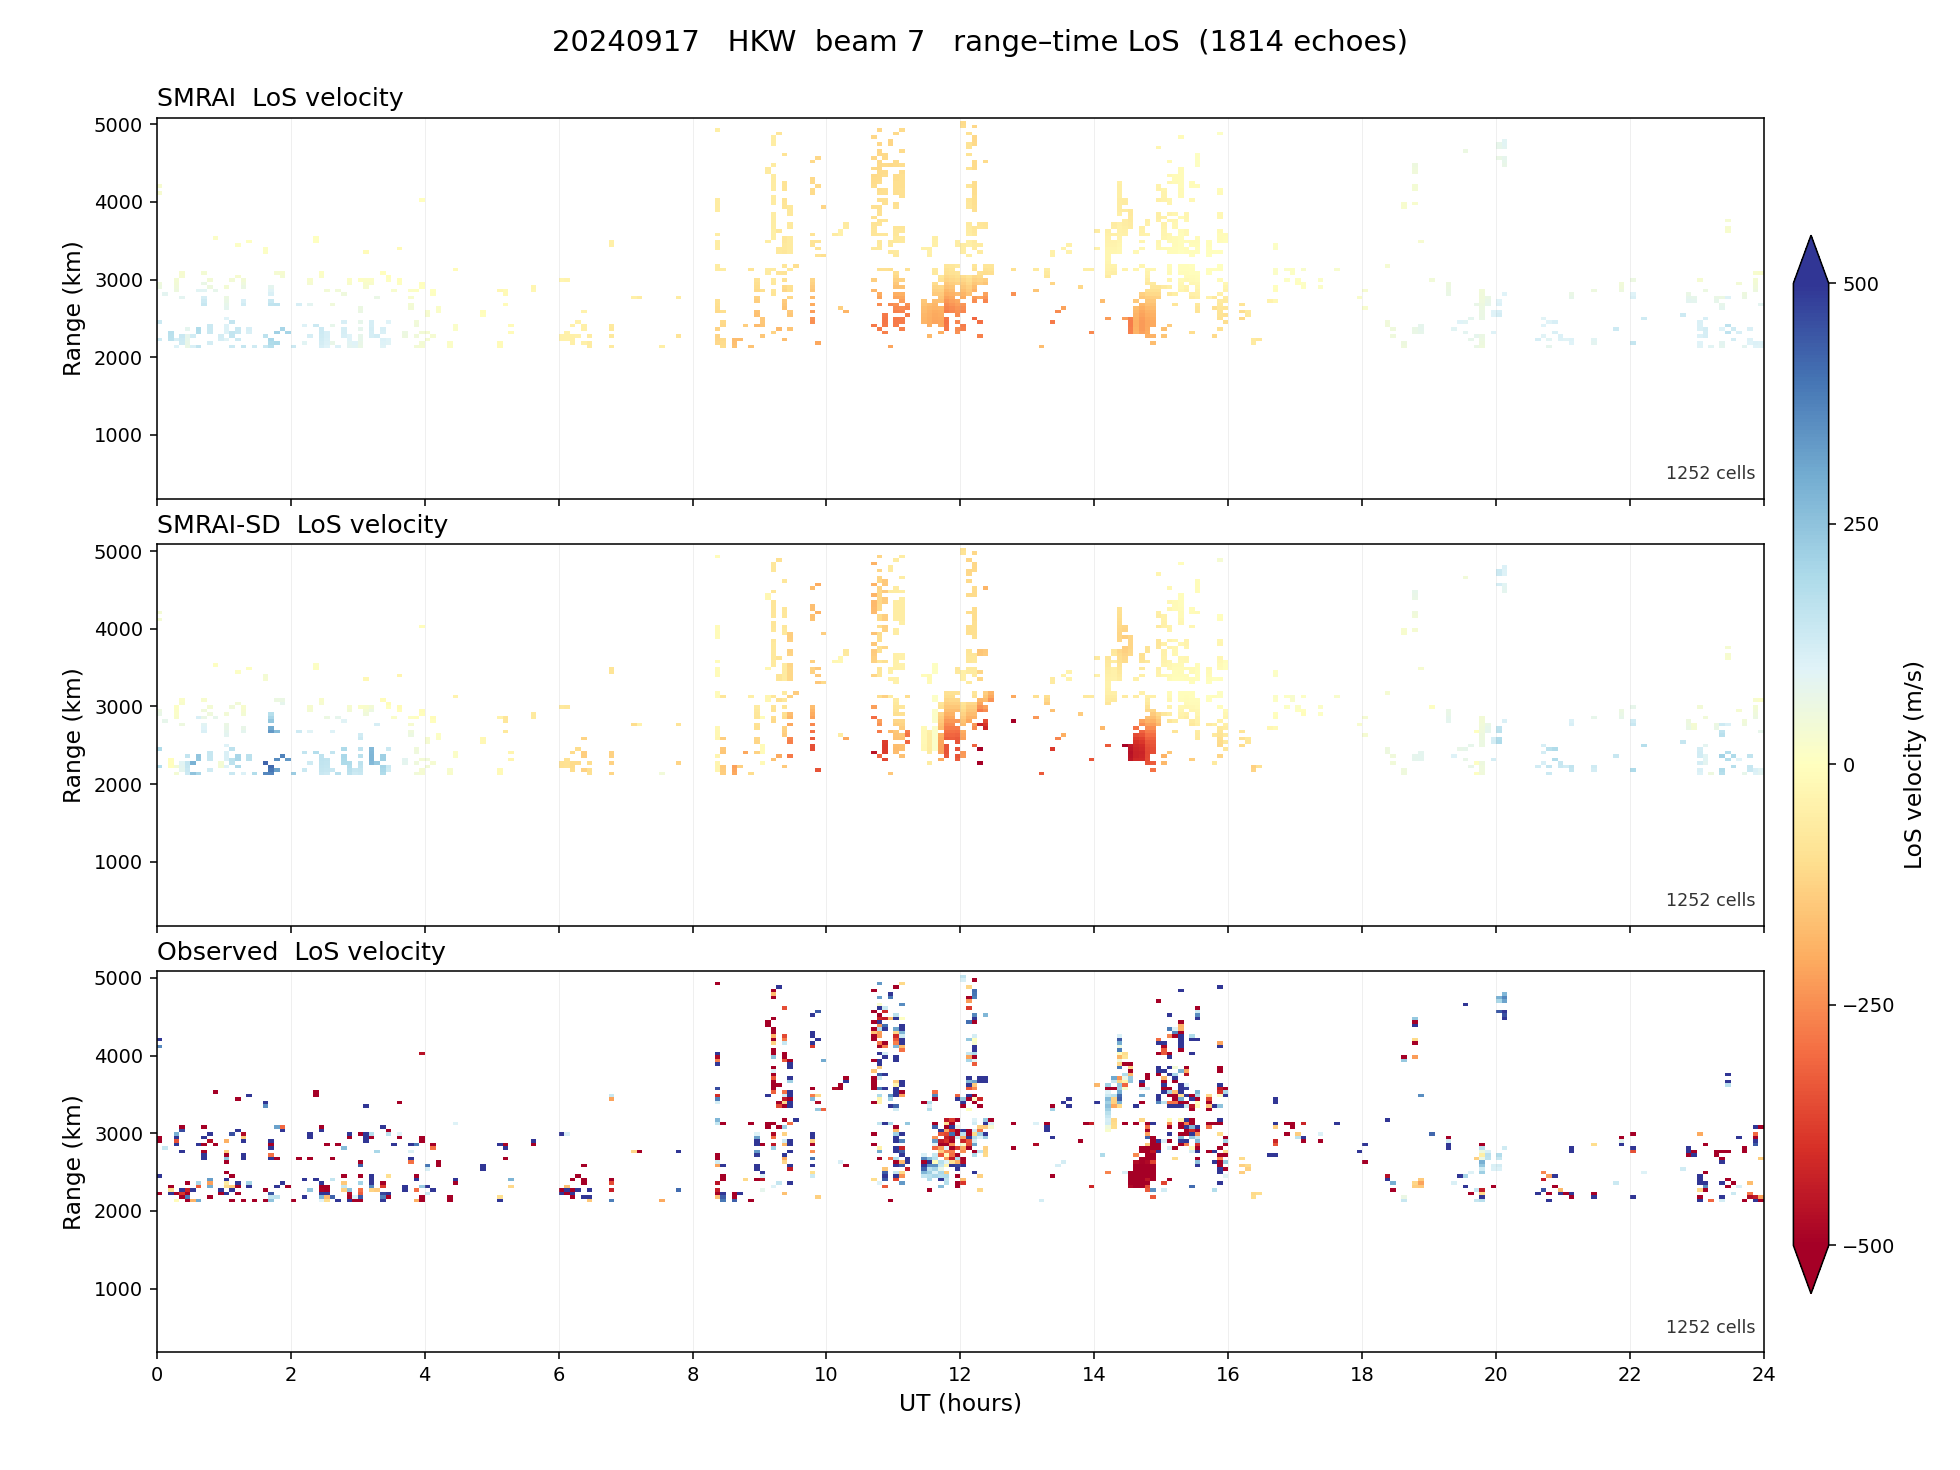 20240917   HKW  beam 7   range–time LoS  (1814 echoes)
SMRAI  LoS velocity
5000
4000
3000
2000
1000
Range (km)
1252 cells
SMRAI-SD  LoS velocity
5000
4000
3000
2000
1000
Range (km)
1252 cells
Observed  LoS velocity
5000
4000
3000
2000
1000
Range (km)
1252 cells
0 2 4 6 8 10 12 14 16 18 20 22 24
UT (hours)
500
250
0
−250
−500
LoS velocity (m/s)